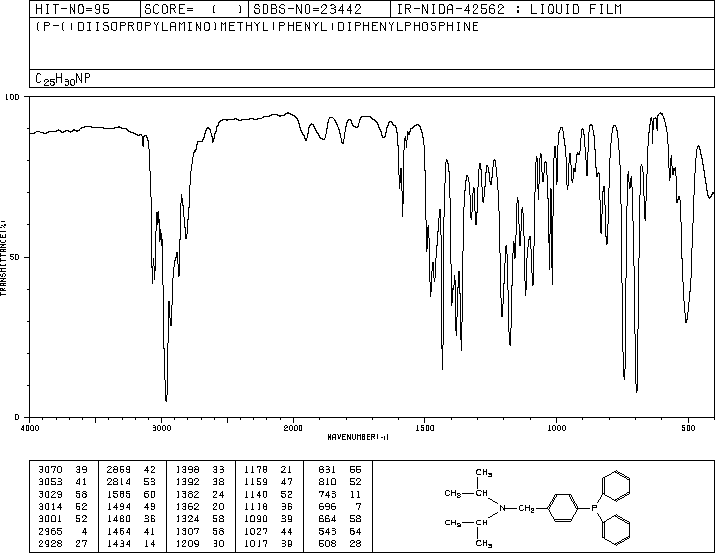 HIT-NO=95 SCORE= ( ) SDBS-NO=23442 IR-NIDA-42562 : LIQUID FILM
(P-((DIISOPROPYLAMINO)METHYL)PHENYL)DIPHENYLPHOSPHINE
C25H30NP
100
50
0
TRANSMITTANCE(%)
4000 3000 2000 1500 1000 500
WAVENUMBER(-1)
3070 39 2869 42 1398 33 1178 21 831 55
3053 41 2814 53 1392 38 1159 47 810 52
3029 58 1585 60 1382 24 1140 52 743 11
3014 52 1494 49 1362 20 1118 36 696 7
3001 52 1480 36 1324 58 1090 39 664 58
2965 4 1464 41 1307 58 1027 44 543 64
2928 27 1434 14 1209 30 1017 39 508 28
CH3
CH3 CH
N CH2 P
CH3 CH
CH3